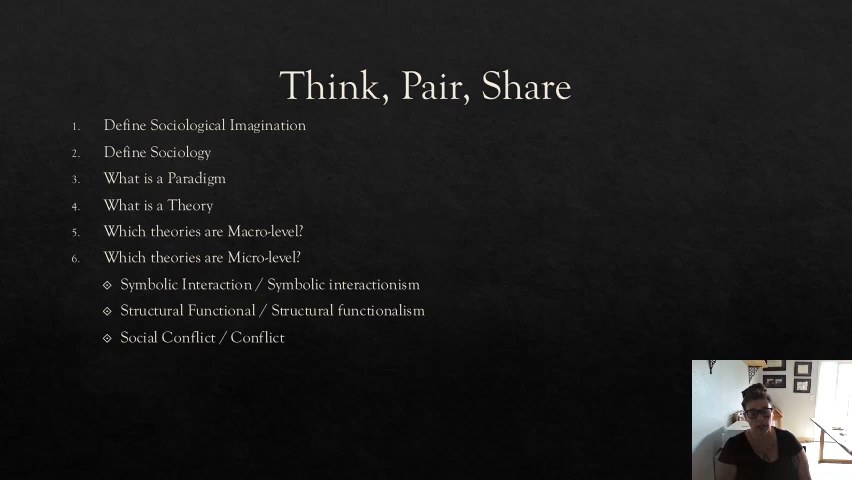 Think, Pair, Share
1. Define Sociological Imagination
2. Define Sociology
3. What is a Paradigm
4. What is a Theory
5. Which theories are Macro-level?
6. Which theories are Micro-level?
Symbolic Interaction / Symbolic interactionism
Structural Functional / Structural functionalism
Social Conflict / Conflict